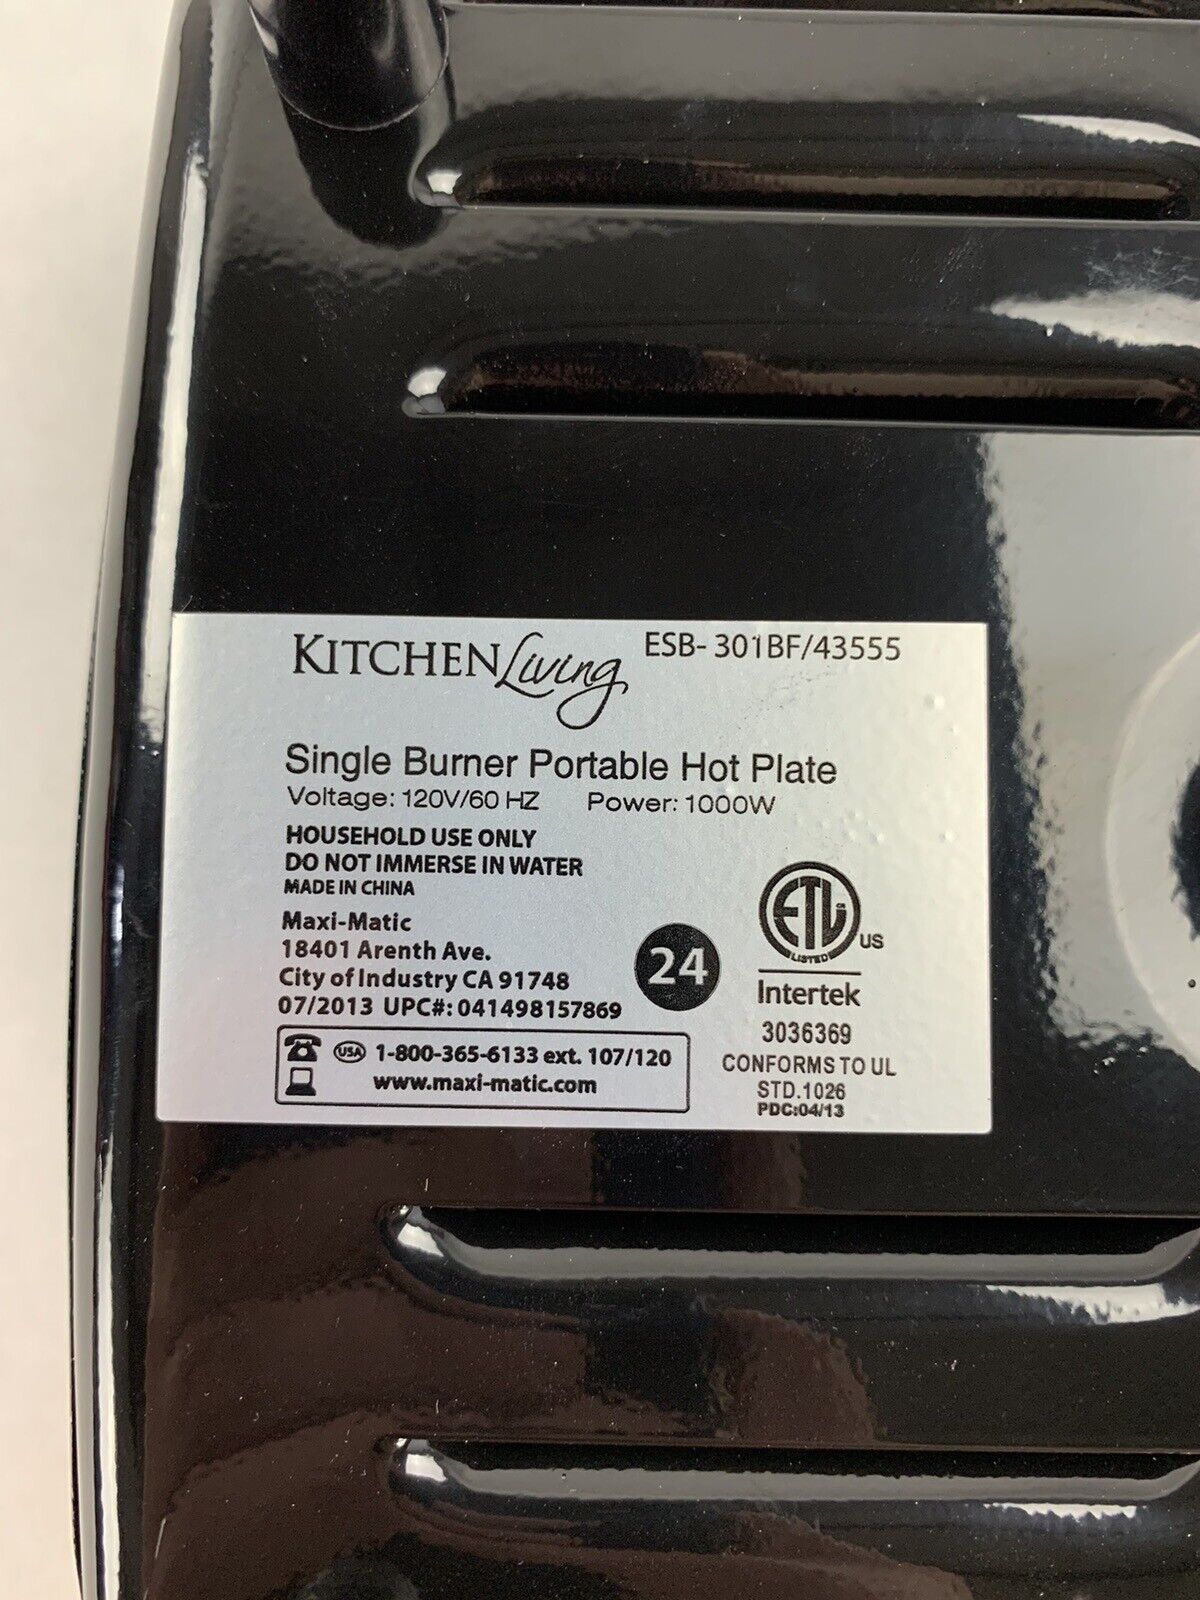 KITCHEN Living ESB-301BF/43555
Single Burner Portable Hot Plate
Voltage: 120V/60 HZ Power: 1000W
HOUSEHOLD USE ONLY
DO NOT IMMERSE IN WATER
MADE IN CHINA
Maxi-Matic
18401 Arenth Ave.
City of Industry CA 91748
07/2013 UPC#: 041498157869
USA 1-800-365-6133 ext. 107/120
www.maxi-matic.com
24
ETL US
LISTED
Intertek
3036369
CONFORMS TO UL
STD.1026
PDC:04/13